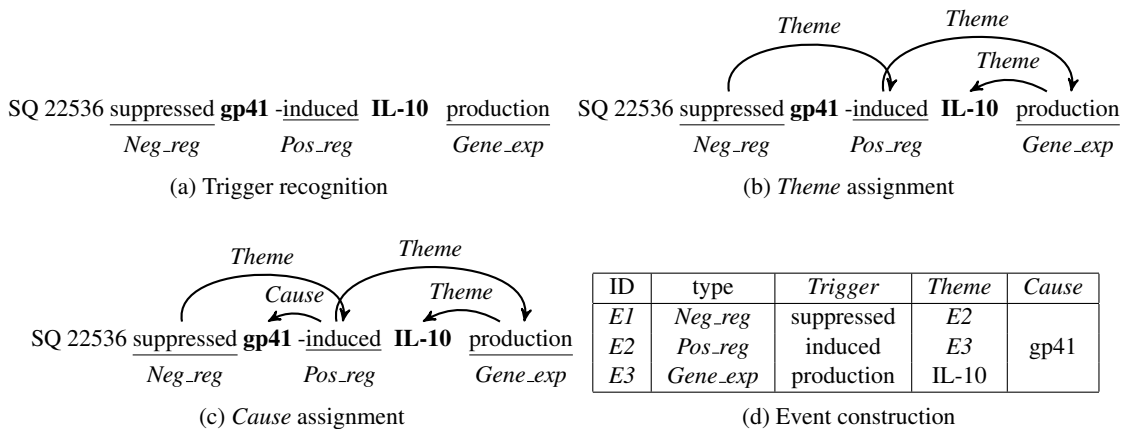 Theme
Theme
Theme
SQ 22536 suppressed gp41 -induced IL-10 production
Neg_reg Pos_reg Gene_exp
(a) Trigger recognition
SQ 22536 suppressed gp41 -induced IL-10 production
Neg_reg Pos_reg Gene_exp
(b) Theme assignment
Theme
Theme
Cause
Theme
SQ 22536 suppressed gp41 -induced IL-10 production
Neg_reg Pos_reg Gene_exp
(c) Cause assignment
ID type Trigger Theme Cause
E1 Neg_reg suppressed E2
E2 Pos_reg induced E3 gp41
E3 Gene_exp production IL-10
(d) Event construction